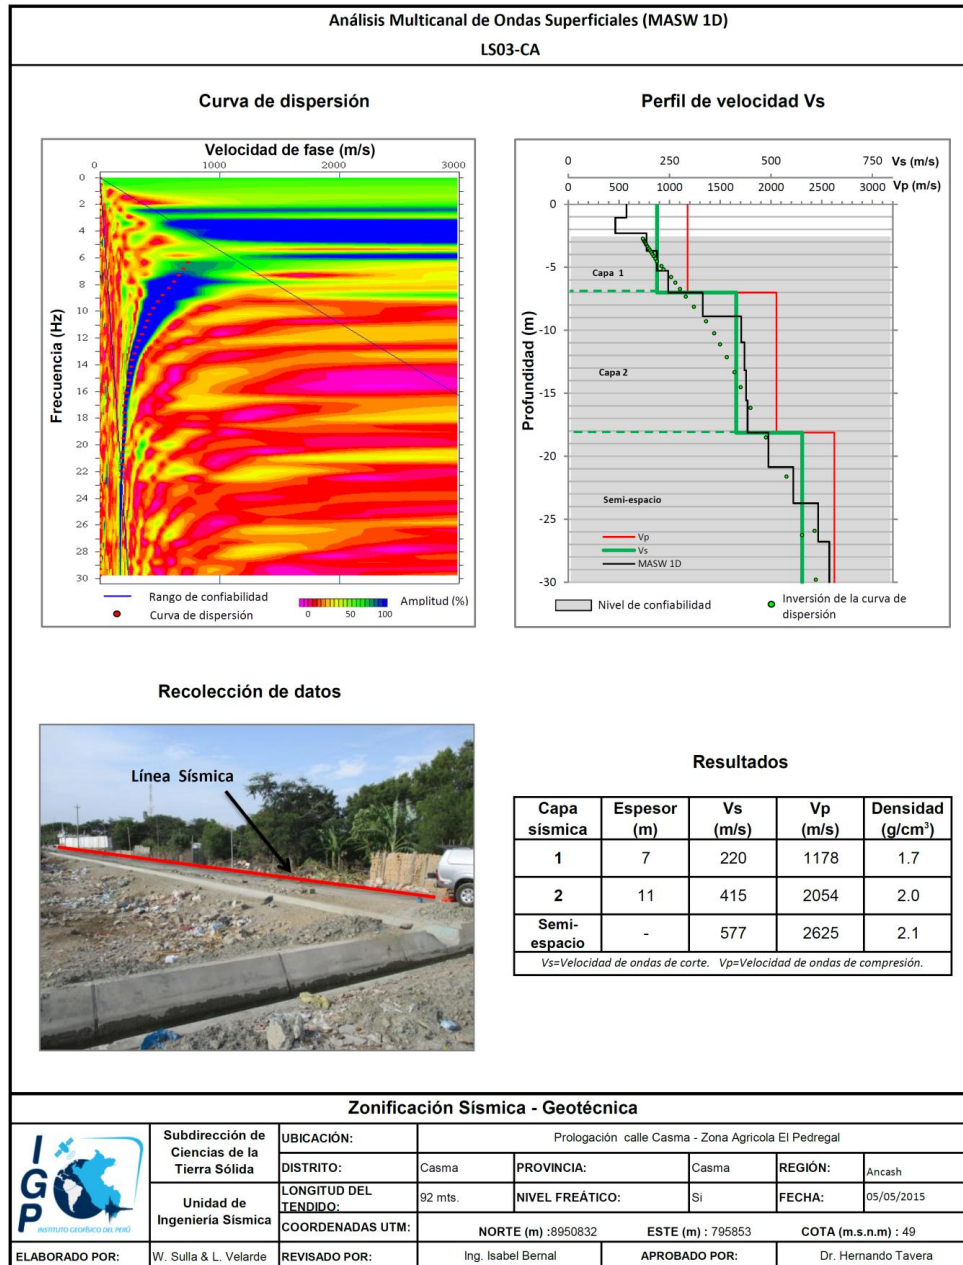 Análisis Multicanal de Ondas Superficiales (MASW 1D)
LS03-CA
Curva de dispersión
Velocidad de fase (m/s)
0 1000 2000 3000
Frecuencia (Hz)
0
2
4
6
8
10
12
14
16
18
20
22
24
26
28
30
Rango de confiabilidad
Curva de dispersión
0 50 100
Amplitud (%)
Perfil de velocidad Vs
0 250 500 750 Vs (m/s)
0 500 1000 1500 2000 2500 3000 Vp (m/s)
Profundidad (m)
0
-5
-10
-15
-20
-25
-30
Capa 1
Capa 2
Semi-espacio
Vp
Vs
MASW 1D
Nivel de confiabilidad
Inversión de la curva de
dispersión
Recolección de datos
Línea Sísmica
Resultados
Capa sísmica Espesor (m) Vs (m/s) Vp (m/s) Densidad (g/cm³)
1 7 220 1178 1.7
2 11 415 2054 2.0
Semi-espacio - 577 2625 2.1
Vs=Velocidad de ondas de corte. Vp=Velocidad de ondas de compresión.
Zonificación Sísmica - Geotécnica
IGP
INSTITUTO GEOFÍSICO DEL PERÚ
Subdirección de
Ciencias de la
Tierra Sólida
Unidad de
Ingeniería Sísmica
UBICACIÓN: Prologación calle Casma - Zona Agricola El Pedregal
DISTRITO: Casma PROVINCIA: Casma REGIÓN: Ancash
LONGITUD DEL TENDIDO: 92 mts. NIVEL FREÁTICO: Si FECHA: 05/05/2015
COORDENADAS UTM: NORTE (m) :8950832 ESTE (m) : 795853 COTA (m.s.n.m) : 49
ELABORADO POR: W. Sulla & L. Velarde REVISADO POR: Ing. Isabel Bernal APROBADO POR: Dr. Hernando Tavera